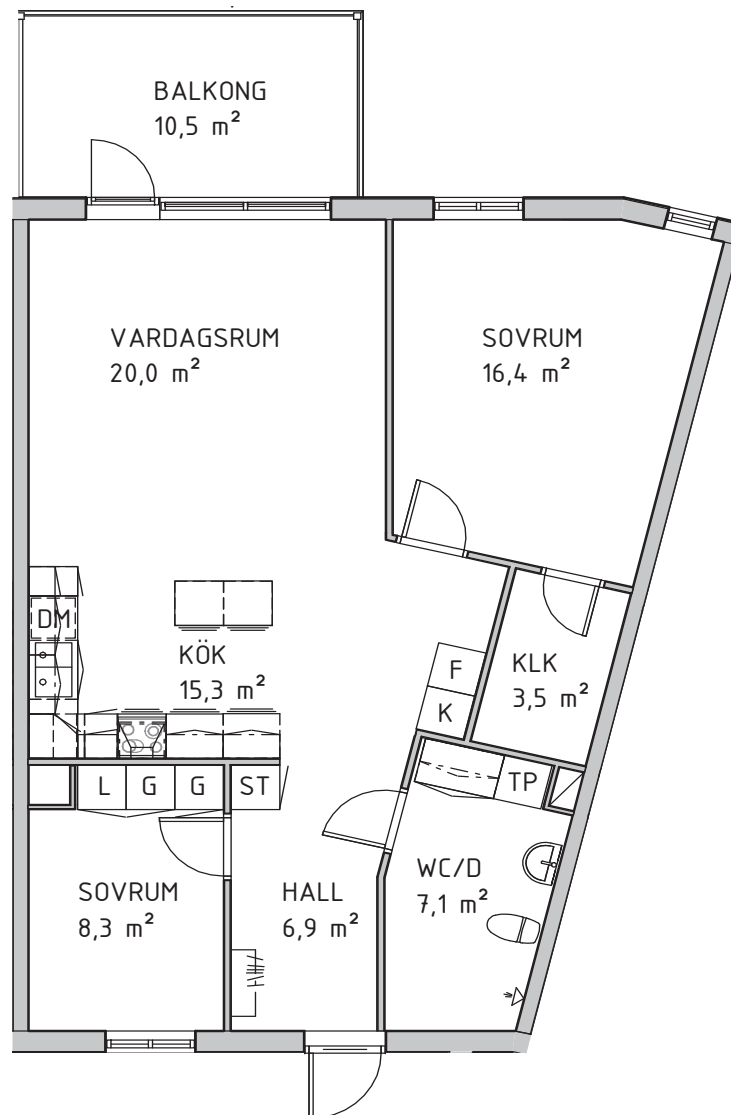 BALKONG
10,5 m²
VARDAGSRUM
20,0 m²
SOVRUM
16,4 m²
DM
KÖK
15,3 m²
F
K
KLK
3,5 m²
L G G ST
TP
SOVRUM
8,3 m²
HALL
6,9 m²
WC/D
7,1 m²